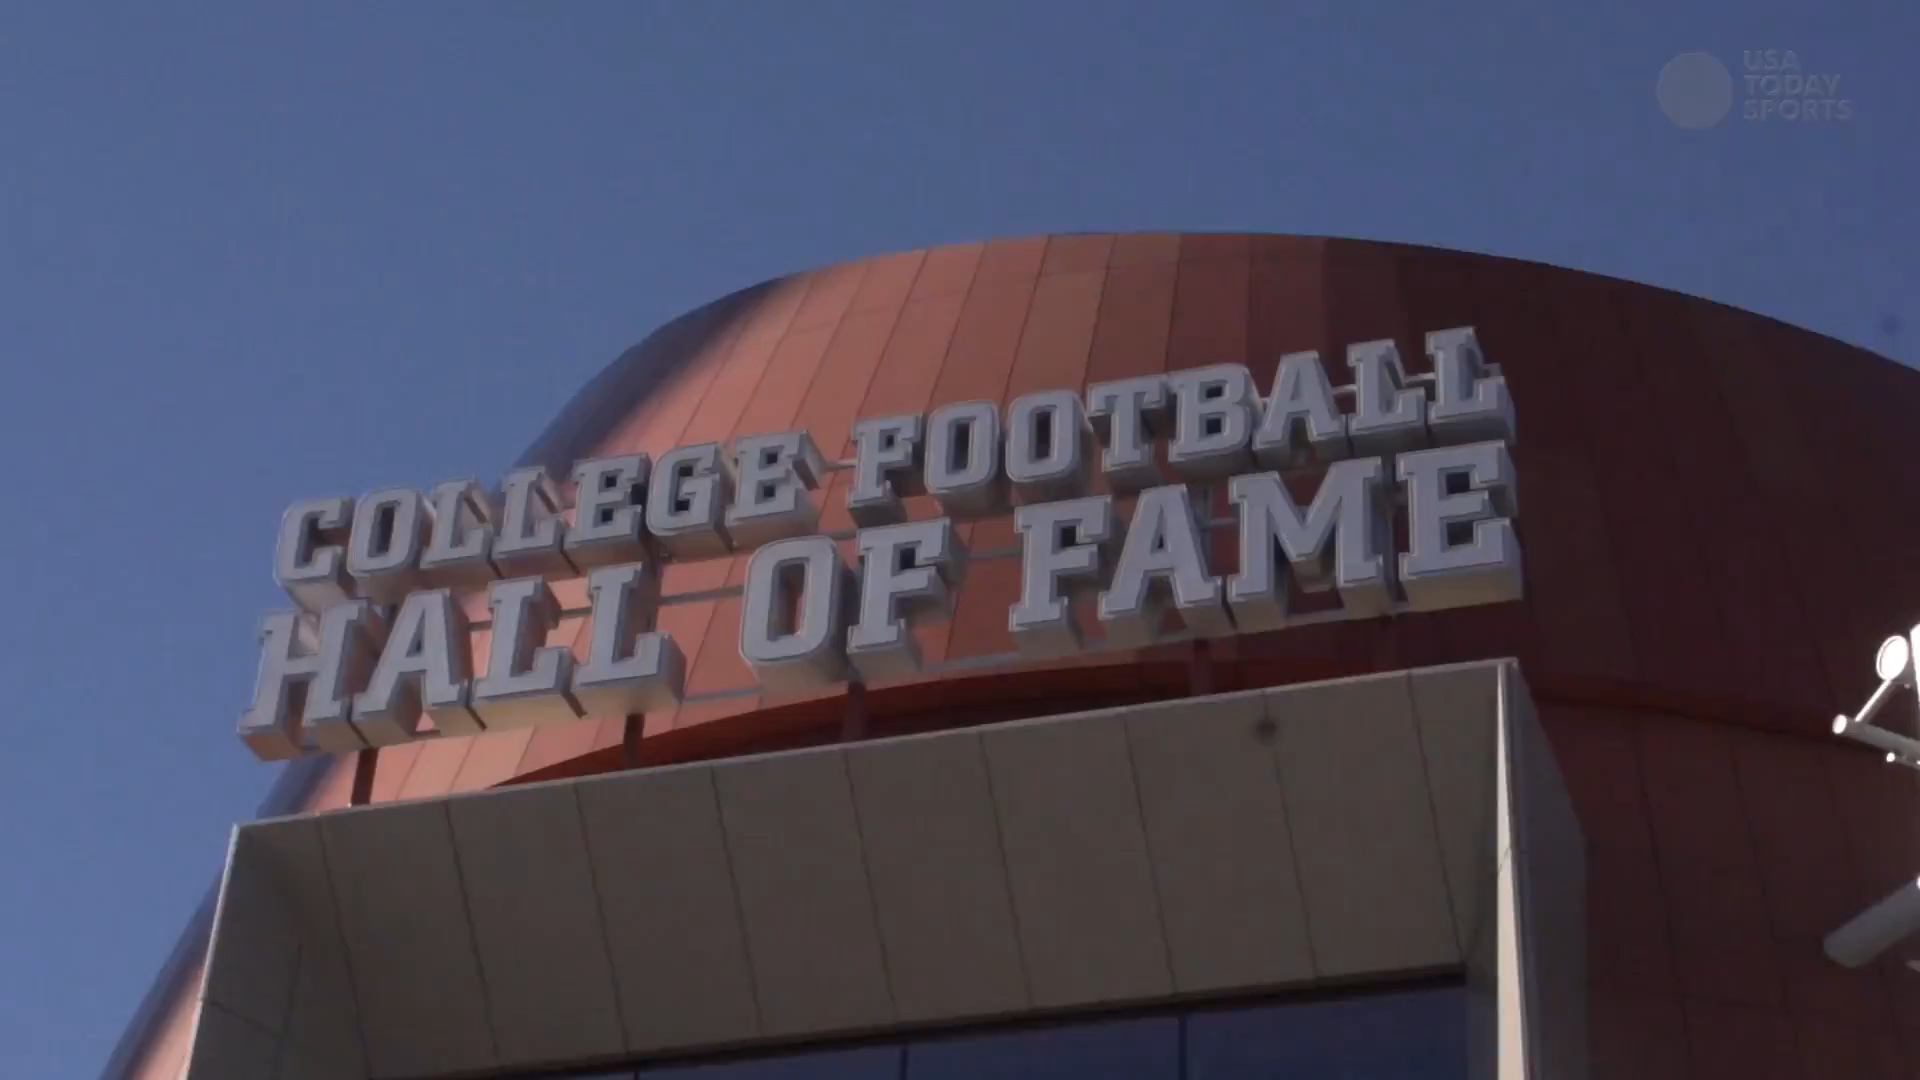 USA
TODAY
SPORTS
COLLEGE FOOTBALL
HALL OF FAME